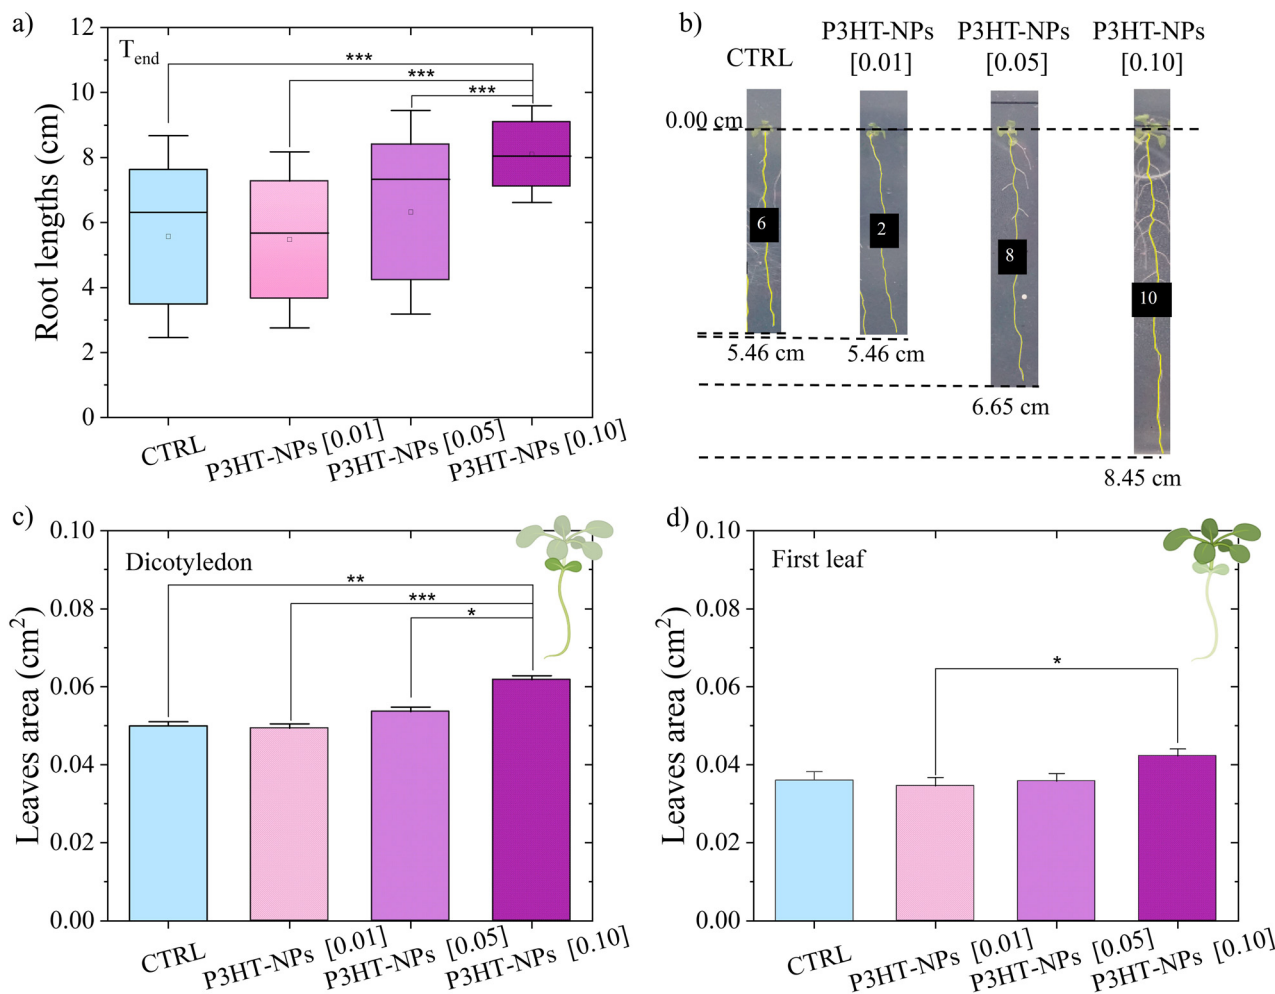 a)
12
10
8
6
4
2
0
Root lengths (cm)
Tend
***
***
***
CTRL
P3HT-NPs [0.01]
P3HT-NPs [0.05]
P3HT-NPs [0.10]
b)
CTRL
P3HT-NPs
[0.01]
P3HT-NPs
[0.05]
P3HT-NPs
[0.10]
0.00 cm
6
2
8
10
5.46 cm
5.46 cm
6.65 cm
8.45 cm
c)
0.10
0.08
0.06
0.04
0.02
0.00
Leaves area (cm²)
Dicotyledon
**
***
*
CTRL
P3HT-NPs [0.01]
P3HT-NPs [0.05]
P3HT-NPs [0.10]
d)
0.10
0.08
0.06
0.04
0.02
0.00
Leaves area (cm²)
First leaf
*
CTRL
P3HT-NPs [0.01]
P3HT-NPs [0.05]
P3HT-NPs [0.10]